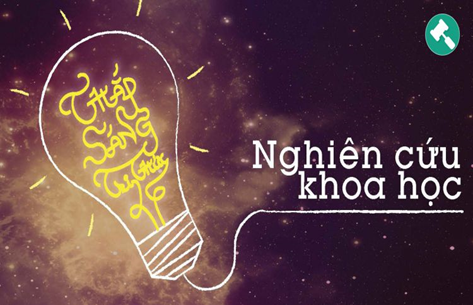 Thắp
Sáng
Tri Thức
Nghiên cứu
khoa học